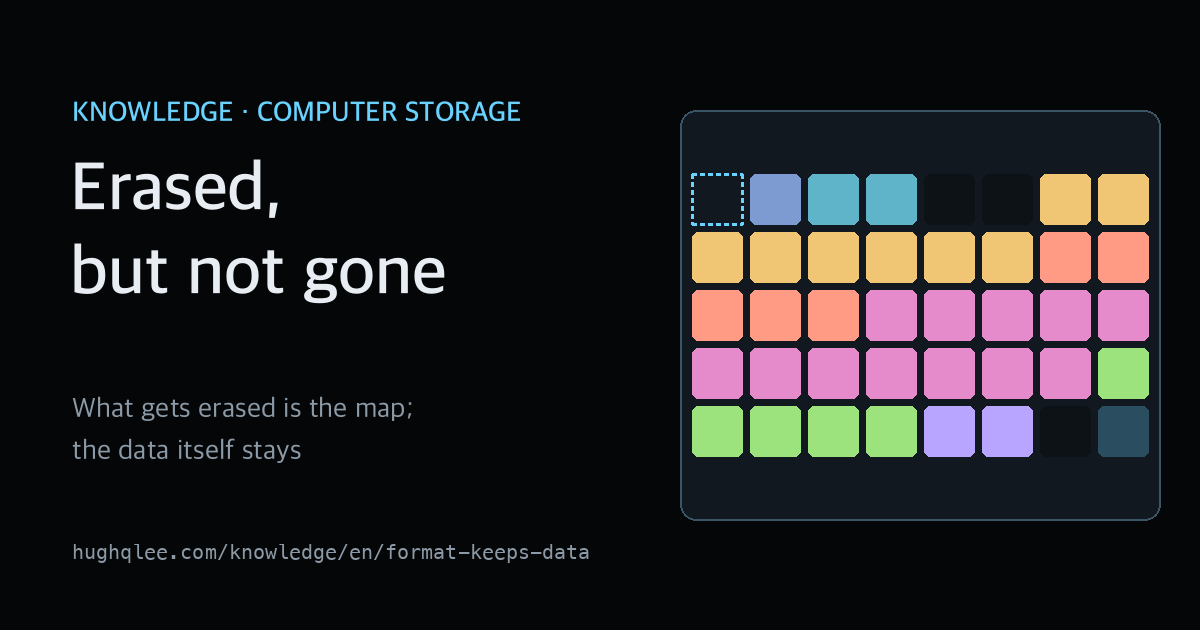 KNOWLEDGE · COMPUTER STORAGE
Erased,
but not gone
What gets erased is the map;
the data itself stays
hughqlee.com/knowledge/en/format-keeps-data